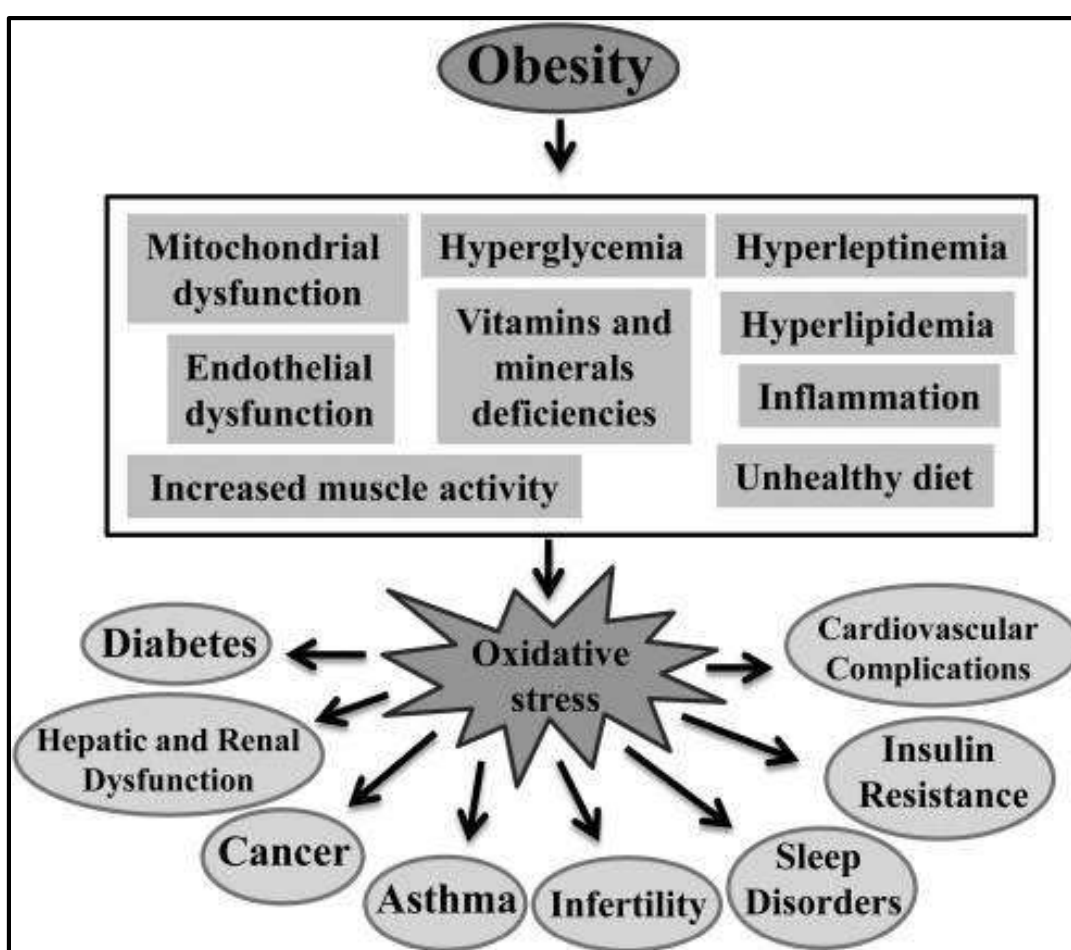 Obesity
Mitochondrial
dysfunction
Hyperglycemia
Hyperleptinemia
Endothelial
dysfunction
Vitamins and
minerals
deficiencies
Hyperlipidemia
Inflammation
Increased muscle activity
Unhealthy diet
Oxidative
stress
Diabetes
Hepatic and Renal
Dysfunction
Cancer
Asthma
Infertility
Sleep
Disorders
Insulin
Resistance
Cardiovascular
Complications